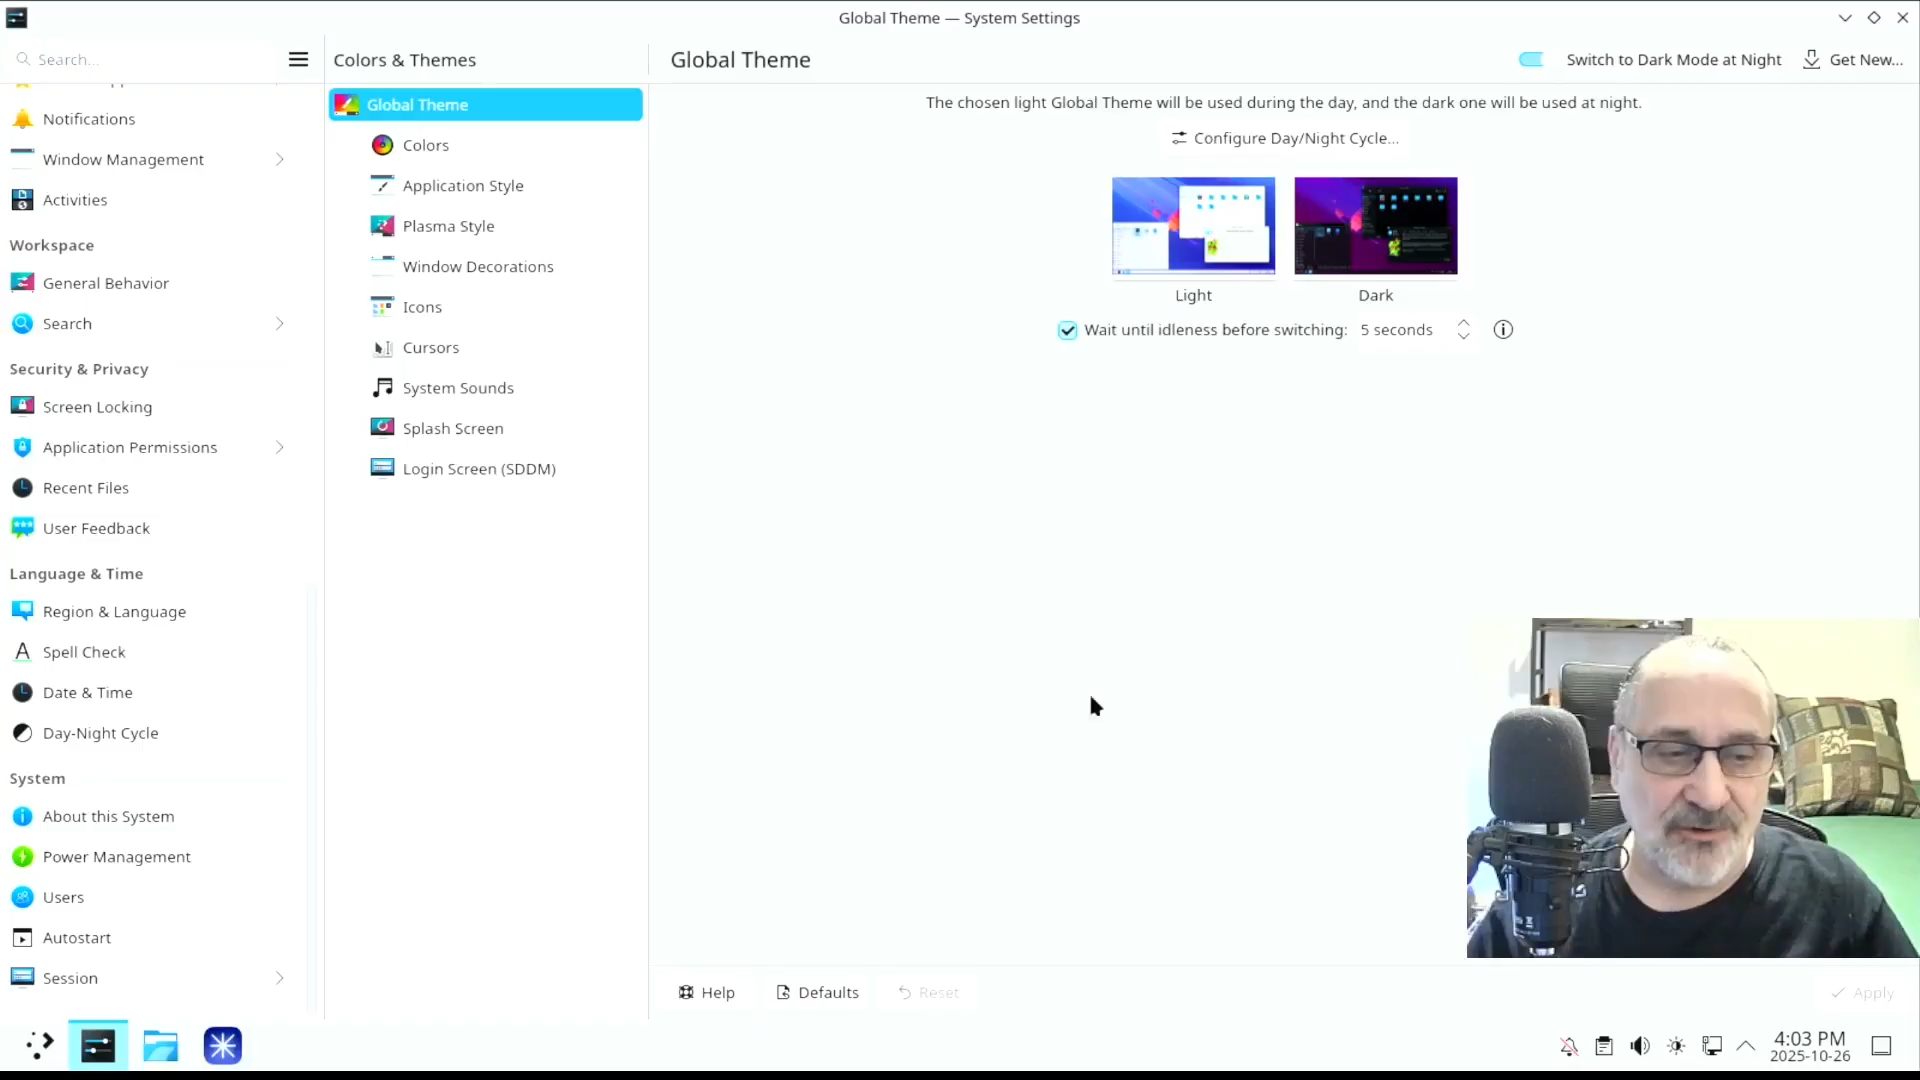 Global Theme — System Settings
Search...
Notifications
Window Management
Activities
Workspace
General Behavior
Search
Security & Privacy
Screen Locking
Application Permissions
Recent Files
User Feedback
Language & Time
Region & Language
Spell Check
Date & Time
Day-Night Cycle
System
About this System
Power Management
Users
Autostart
Session
Colors & Themes
Global Theme
Colors
Application Style
Plasma Style
Window Decorations
Icons
Cursors
System Sounds
Splash Screen
Login Screen (SDDM)
Global Theme
Switch to Dark Mode at Night
Get New...
The chosen light Global Theme will be used during the day, and the dark one will be used at night.
Configure Day/Night Cycle...
Light
Dark
Wait until idleness before switching: 5 seconds
Help
Defaults
Reset
Apply
4:03 PM
2025-10-26